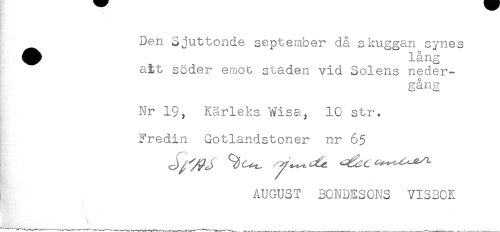 Den Sjuttonde september då skuggan synes
lång
att söder emot staden vid Solens neder-
gång
Nr 19, Kärleks Wisa, 10 str.
Fredin Gotlandstoner nr 65
SVAS Den sjunde december
AUGUST BONDESONS VISBOK